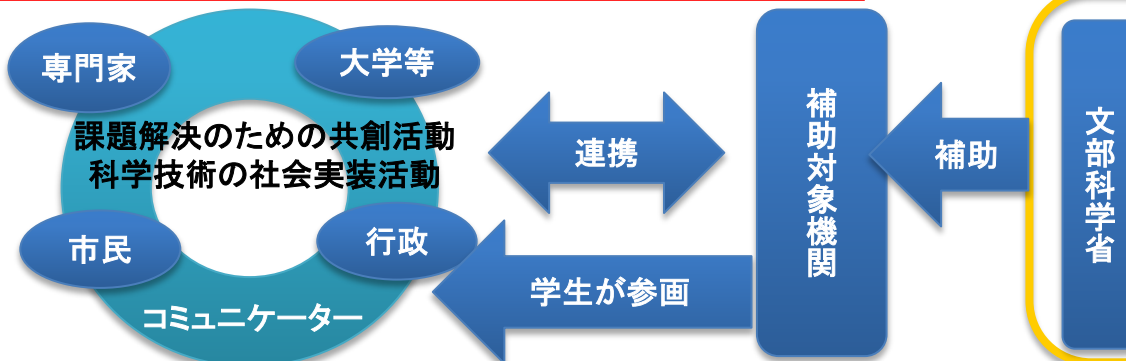 専門家
大学等
課題解決のための共創活動
科学技術の社会実装活動
市民
行政
コミュニケーター
連携
学生が参画
補助対象機関
補助
文部科学省